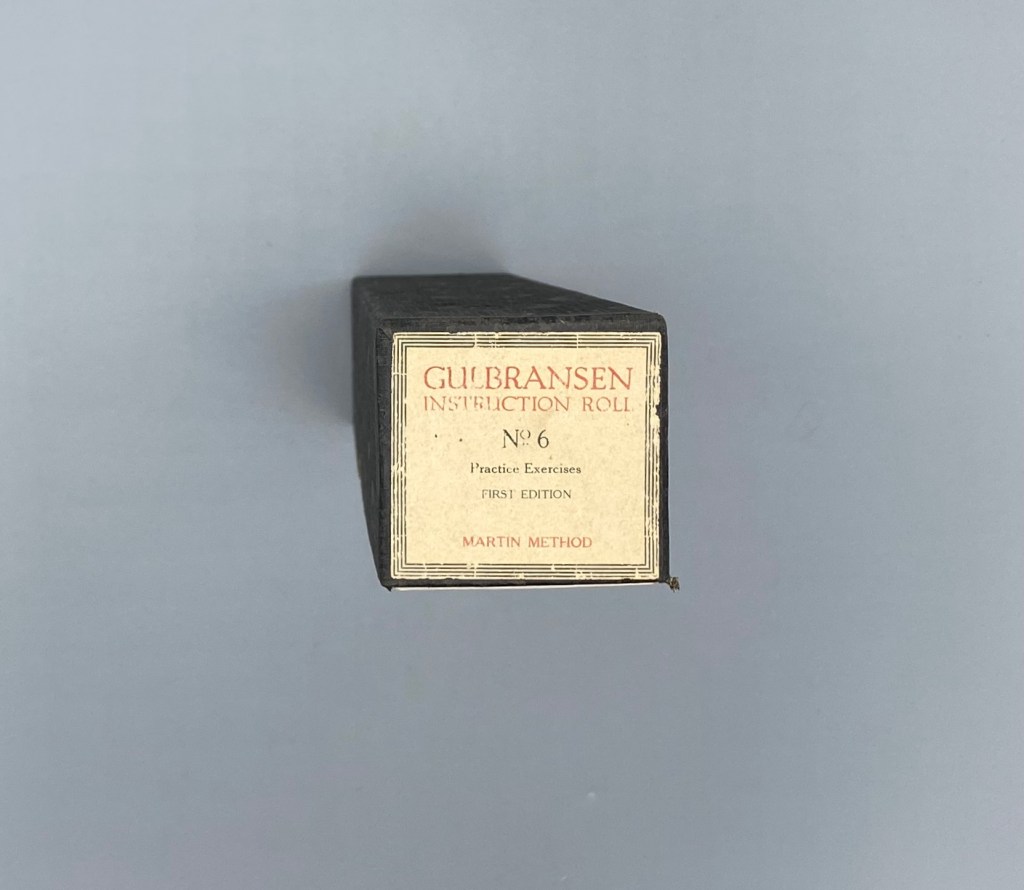 GULBRANSEN
INSTRUCTION ROLL
Nº 6
Practice Exercises
FIRST EDITION
MARTIN METHOD